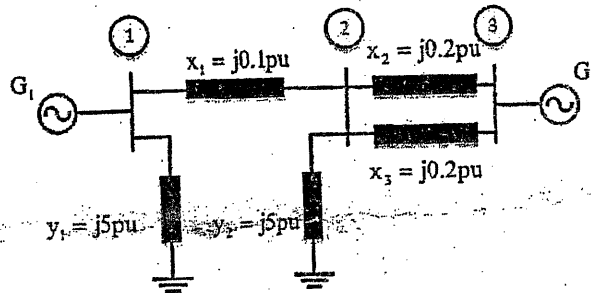 1
2
3
x₁ = j0.1pu
x₂ = j0.2pu
G₁
G
x₃ = j0.2pu
y₁ = j5pu
y₂ = j5pu